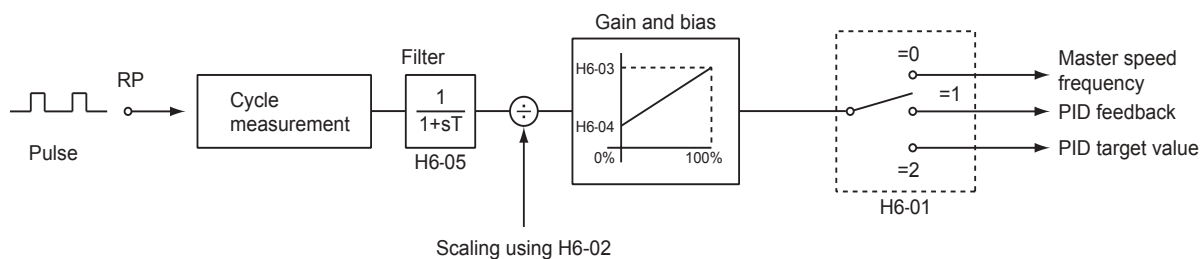 Gain and bias
=0
Master speed
frequency
=1
PID feedback
PID target value
=2
H6-01
Filter
H6-03
RP
Cycle
measurement
1
1+sT
÷
H6-04
Pulse
H6-05
0%
100%
Scaling using H6-02